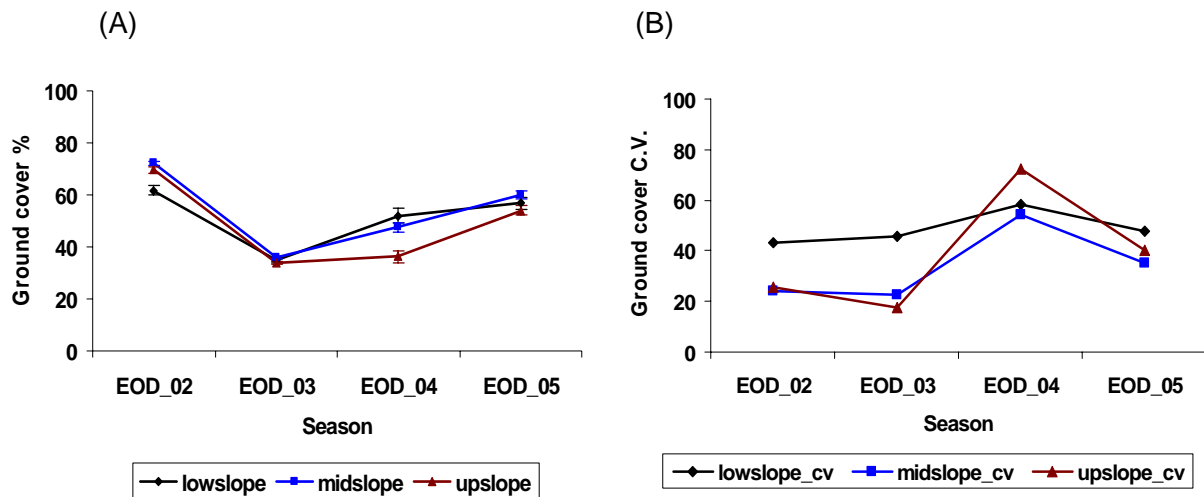 (A)
Ground cover %
100
80
60
40
20
0
EOD_02 EOD_03 EOD_04 EOD_05
Season
lowslope midslope upslope
(B)
Ground cover C.V.
100
80
60
40
20
0
EOD_02 EOD_03 EOD_04 EOD_05
Season
lowslope_cv midslope_cv upslope_cv